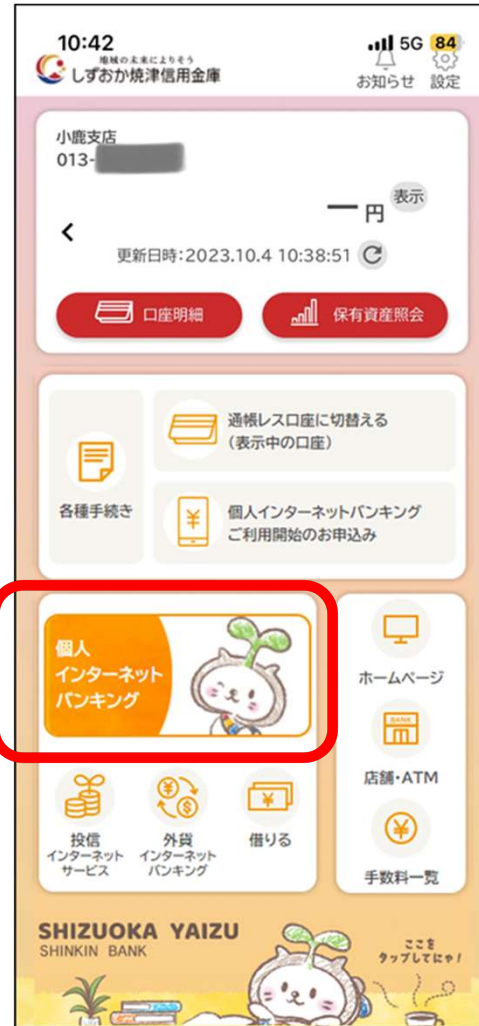 10:42
5G 84
地域の未来によりそう
しずおか焼津信用金庫
お知らせ 設定
小鹿支店
013-
ー 円 表示
更新日時:2023.10.4 10:38:51
口座明細
保有資産照会
各種手続き
通帳レス口座に切替える
(表示中の口座)
個人インターネットバンキング
ご利用開始のお申込み
個人
インターネット
バンキング
ホームページ
BANK
店舗・ATM
手数料一覧
投信
インターネット
サービス
外貨
インターネット
バンキング
借りる
SHIZUOKA YAIZU
SHINKIN BANK
ここを
タップしてにゃ!